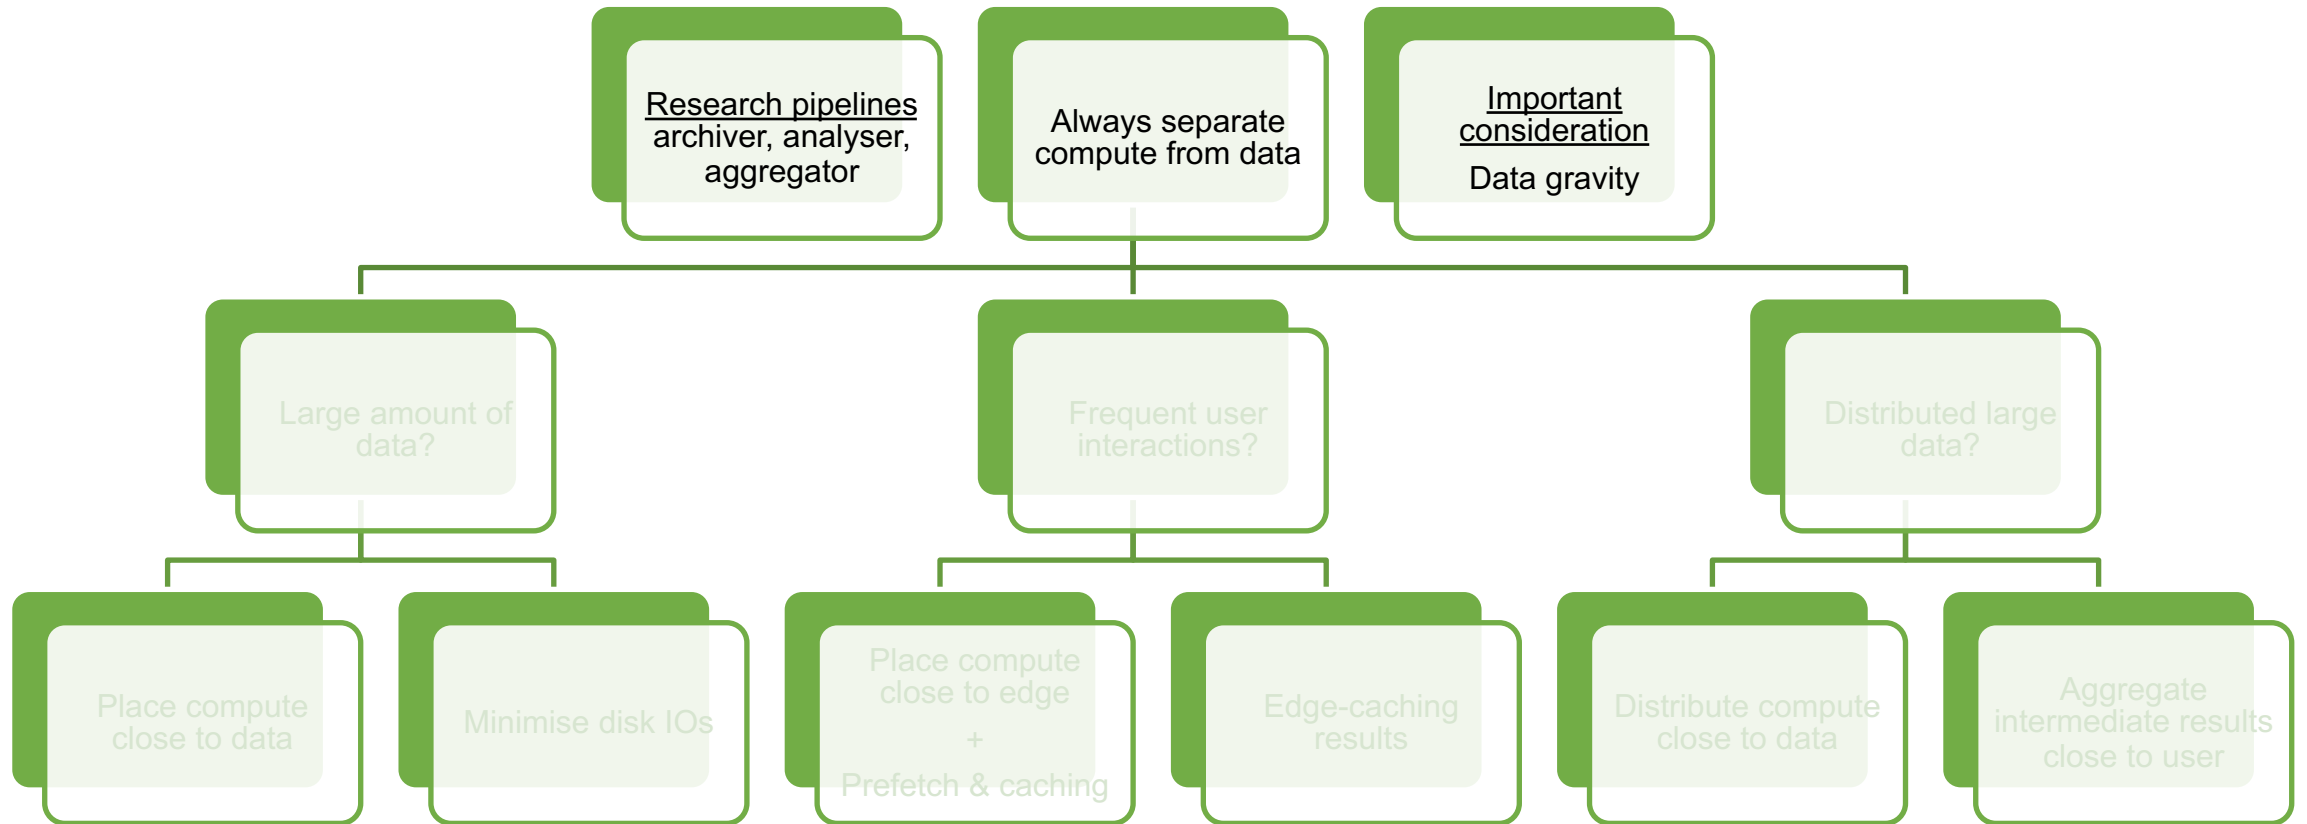 Research pipelines
archiver, analyser,
aggregator
Always separate
compute from data
Important
consideration
Data gravity
Large amount of
data?
Frequent user
interactions?
Distributed large
data?
Place compute
close to data
Minimise disk IOs
Place compute
close to edge
+
Prefetch & caching
Edge-caching
results
Distribute compute
close to data
Aggregate
intermediate results
close to user